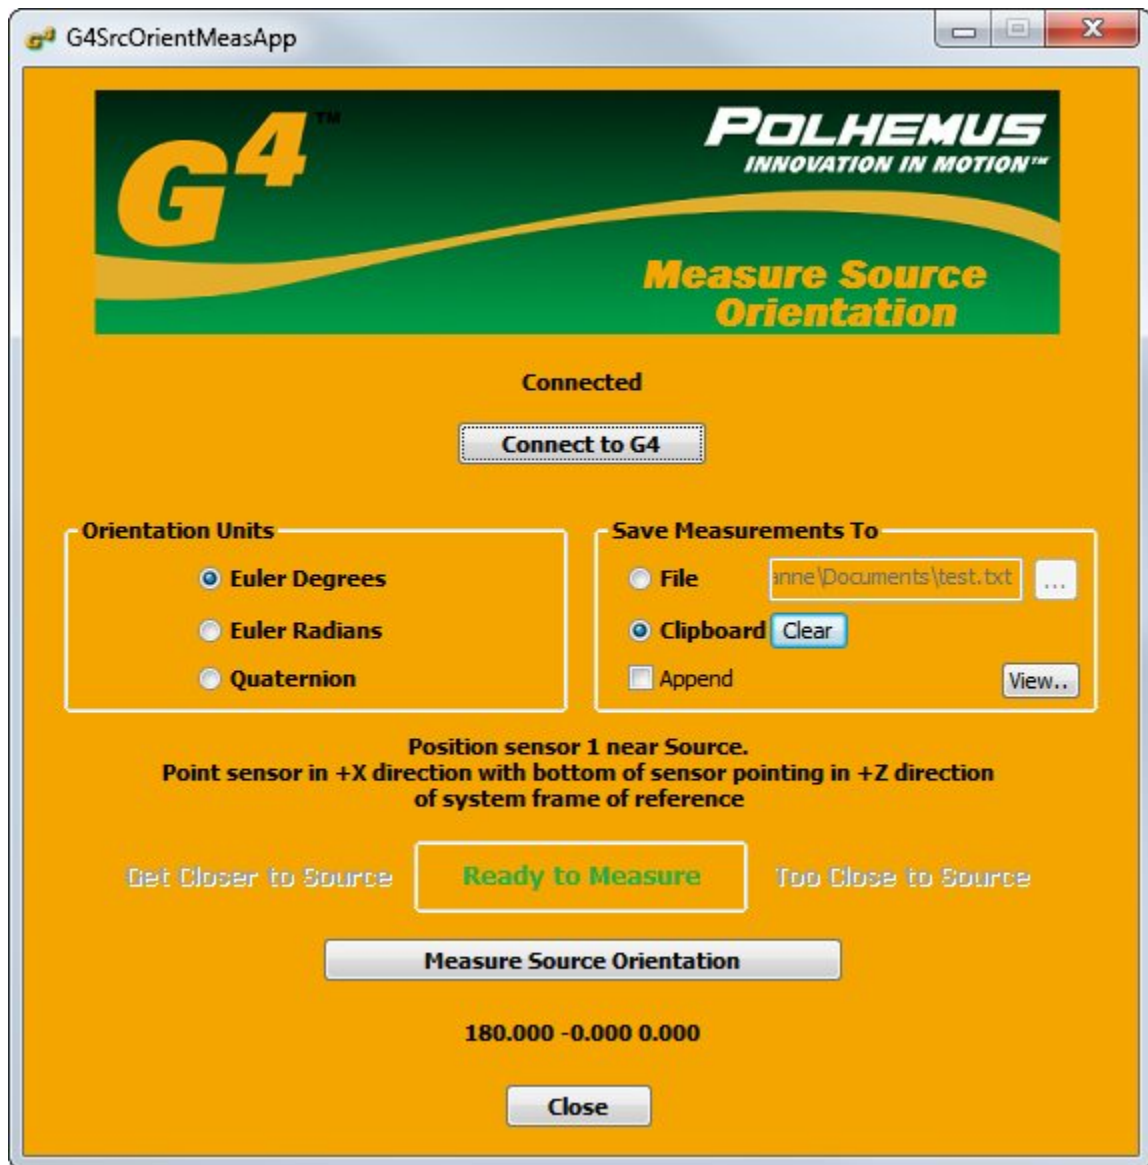 G4 G4SrcOrientMeasApp
G4™
POLHEMUS
INNOVATION IN MOTION™
Measure Source
Orientation
Connected
Connect to G4
Orientation Units
Euler Degrees
Euler Radians
Quaternion
Save Measurements To
File anne\Documents\test.txt ...
Clipboard Clear
Append View..
Position sensor 1 near Source.
Point sensor in +X direction with bottom of sensor pointing in +Z direction
of system frame of reference
Get Closer to Source Ready to Measure Too Close to Source
Measure Source Orientation
180.000 -0.000 0.000
Close